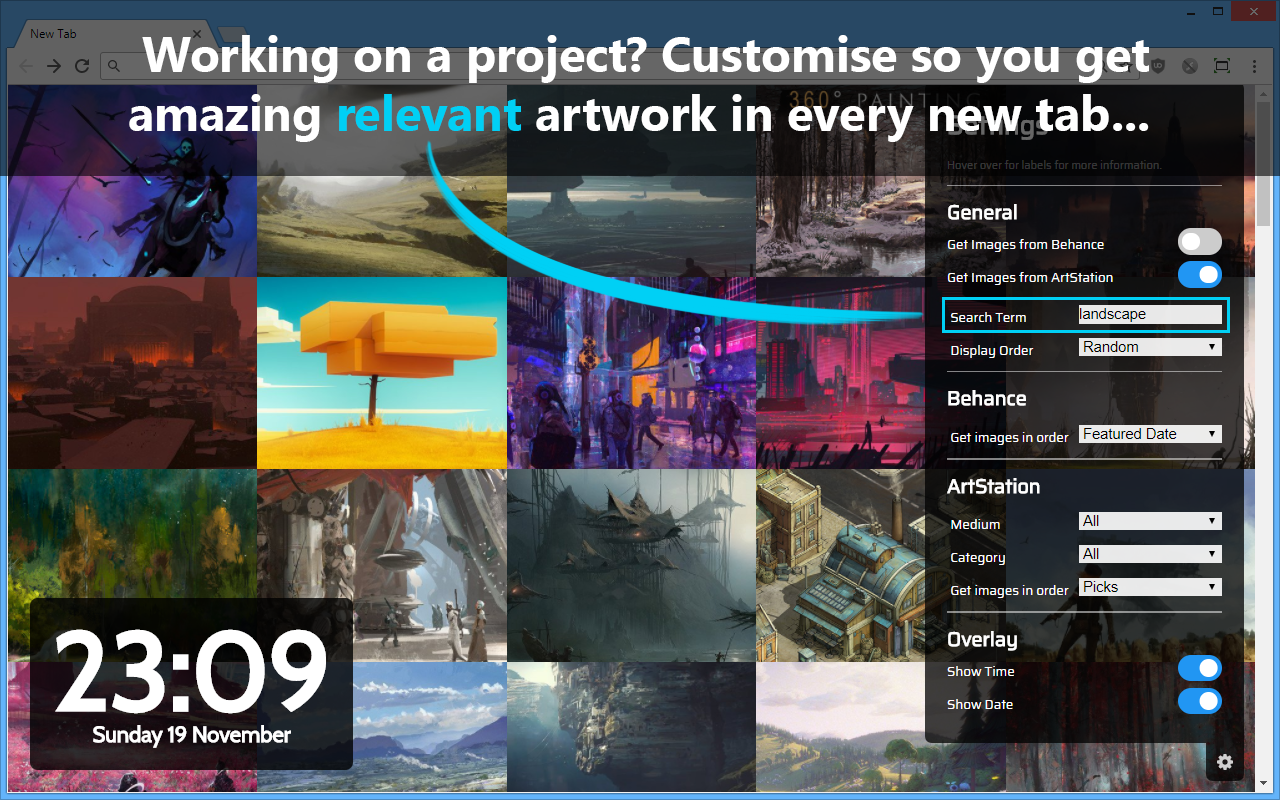 New Tab
Working on a project? Customise so you get
amazing relevant artwork in every new tab...
360° PAINTING
Settings
Hover over for labels for more information.
General
Get Images from Behance
Get Images from ArtStation
Search Term landscape
Display Order Random
Behance
Get images in order Featured Date
ArtStation
Medium All
Category All
Get images in order Picks
Overlay
Show Time
Show Date
23:09
Sunday 19 November